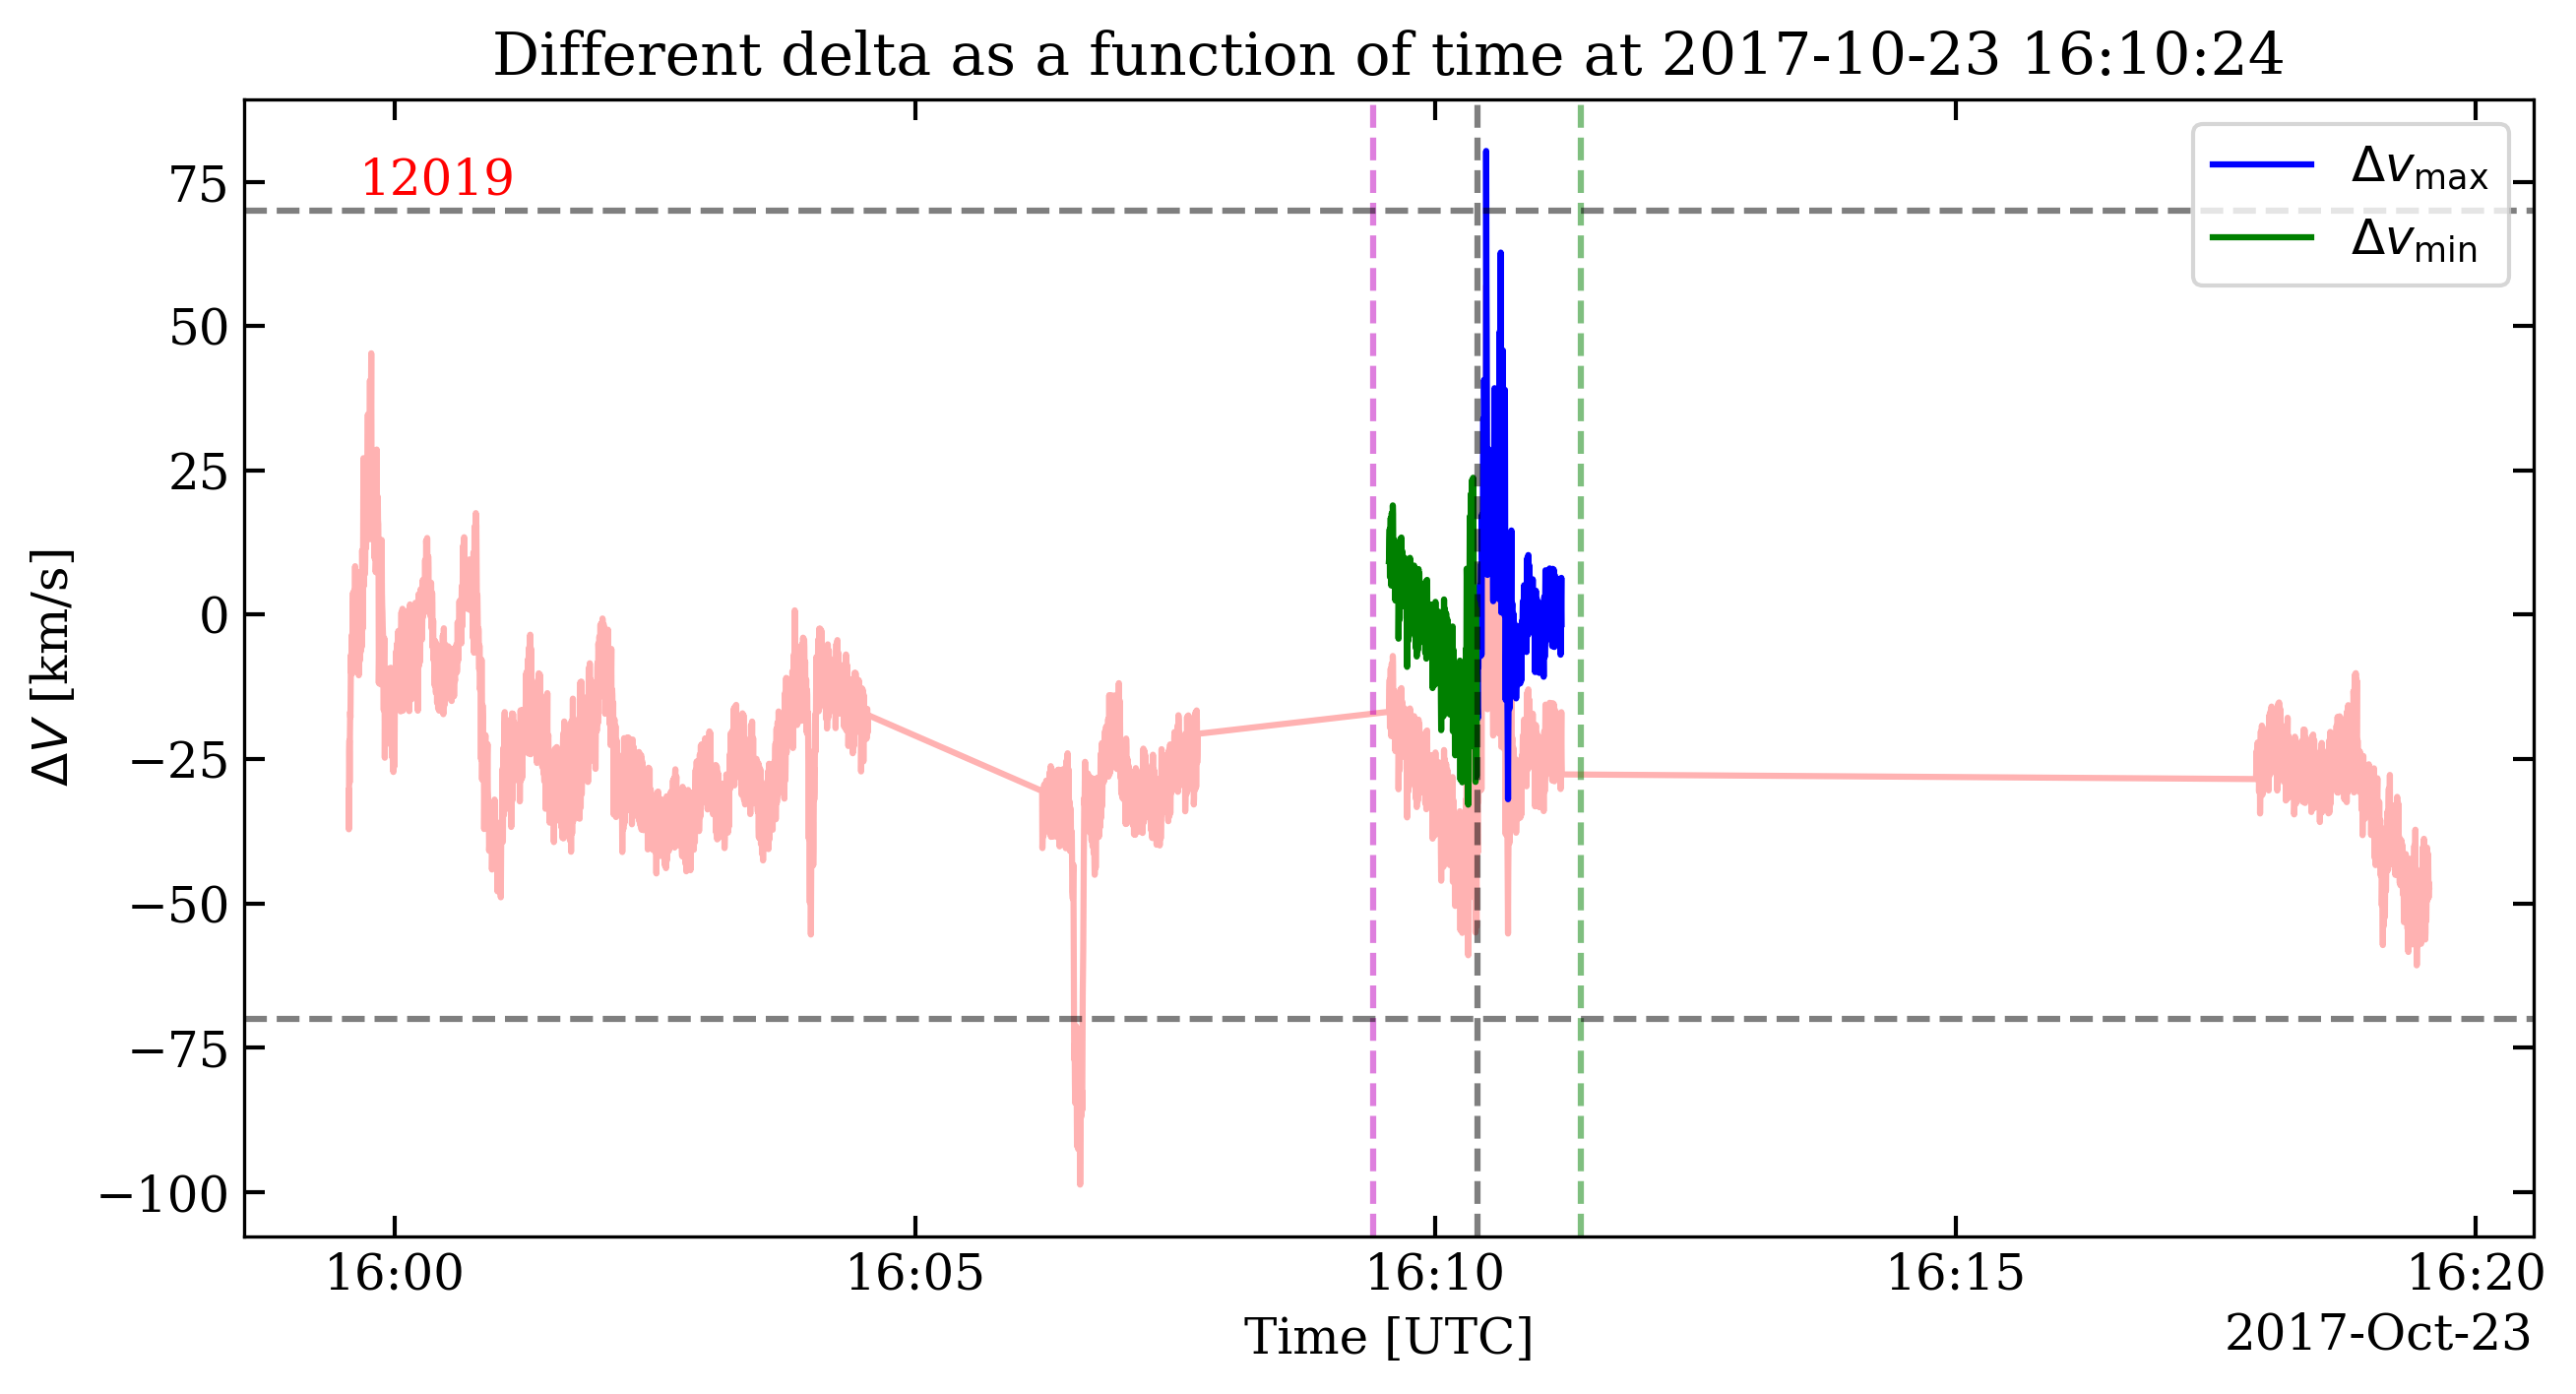 Different delta as a function of time at 2017-10-23 16:10:24
12019
Δv_max
Δv_min
75
50
25
0
−25
−50
−75
−100
ΔV [km/s]
16:00 16:05 16:10 16:15 16:20
Time [UTC]
2017-Oct-23